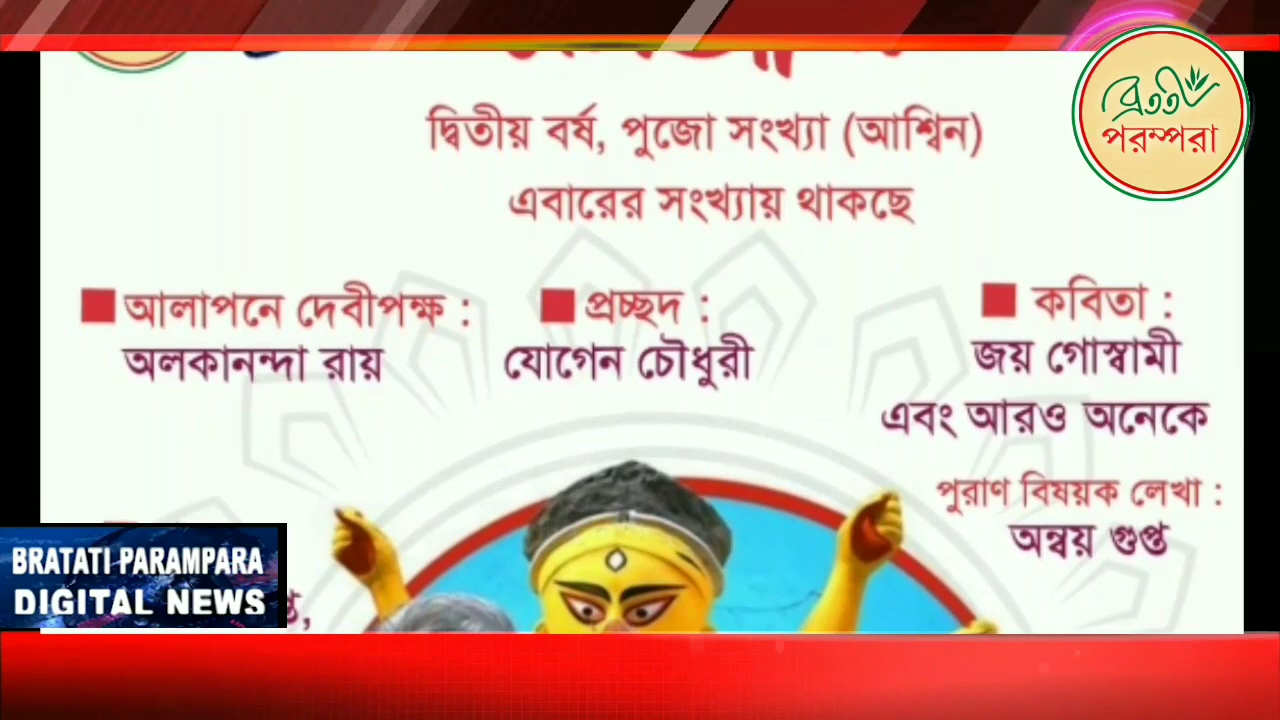 দ্বিতীয় বর্ষ, পুজো সংখ্যা (আশ্বিন)
এবারের সংখ্যায় থাকছে
আলাপনে দেবীপক্ষ :
অলকানন্দা রায়
প্রচ্ছদ :
যোগেন চৌধুরী
কবিতা :
জয় গোস্বামী
এবং আরও অনেকে
পুরাণ বিষয়ক লেখা :
অন্বয় গুপ্ত
ব্রততী
পরম্পরা
BRATATI PARAMPARA
DIGITAL NEWS